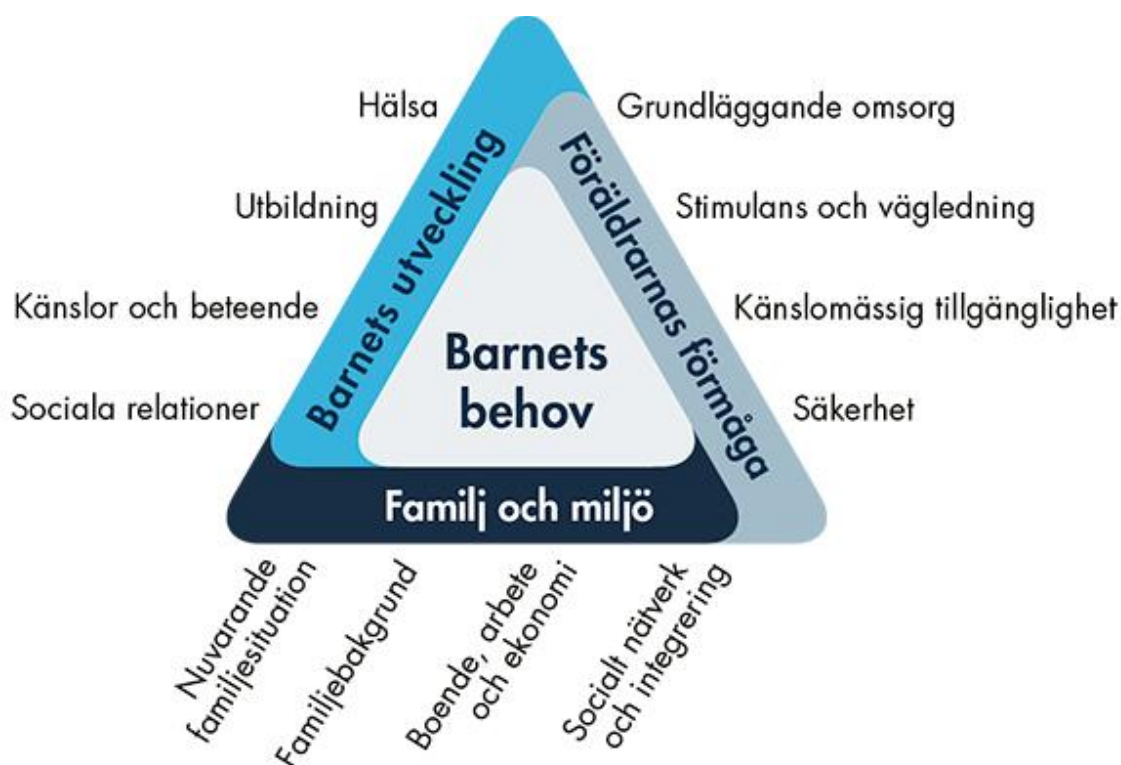 Hälsa
Utbildning
Känslor och beteende
Sociala relationer
Barnets utveckling
Grundläggande omsorg
Stimulans och vägledning
Känslomässig tillgänglighet
Säkerhet
Föräldrarnas förmåga
Barnets
behov
Familj och miljö
Nuvarande
familjesituation
Familjebakgrund
Boende, arbete
och ekonomi
Socialt nätverk
och integrering